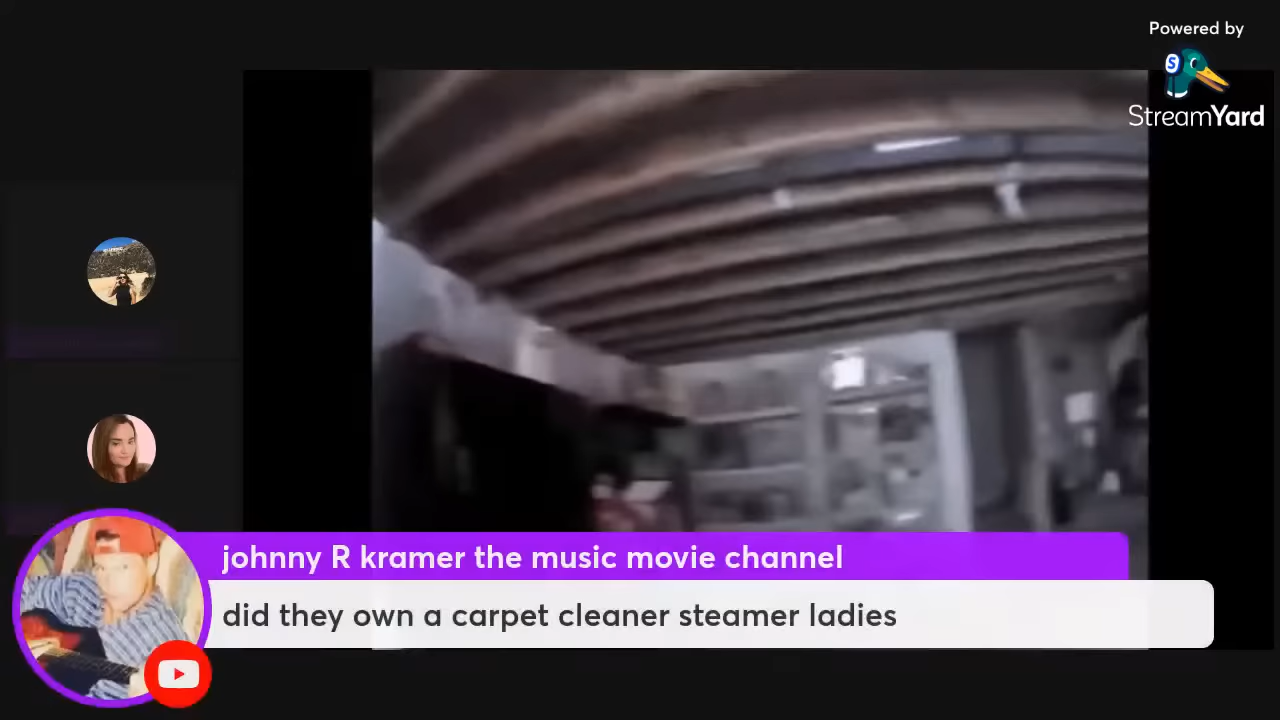 Powered by
StreamYard
johnny R kramer the music movie channel
did they own a carpet cleaner steamer ladies